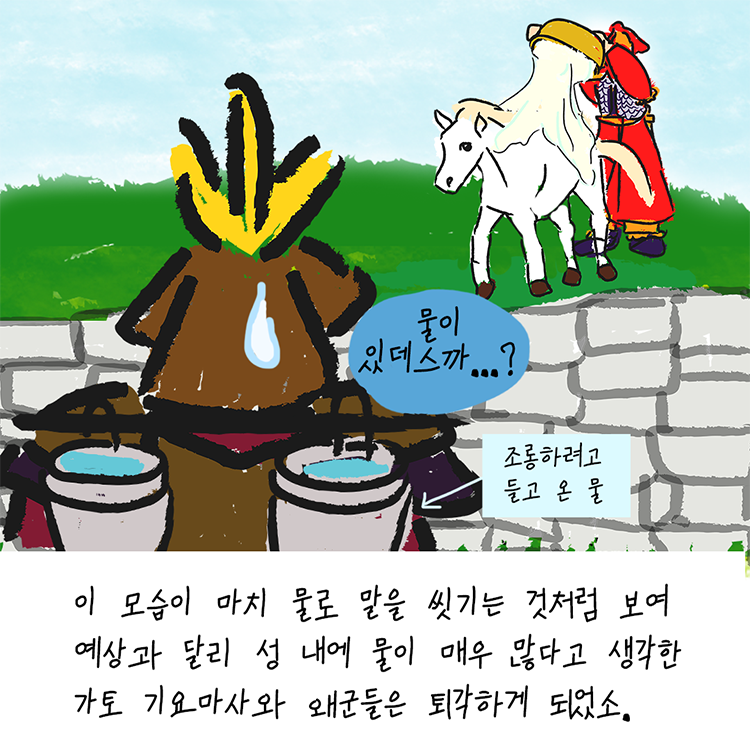 물이
있데스까...?
조롱하려고
들고 온 물
이 모습이 마치 물로 말을 씻기는 것처럼 보여
예상과 달리 성 내에 물이 매우 많다고 생각한
가토 기요마사와 왜군들은 퇴각하게 되었소.